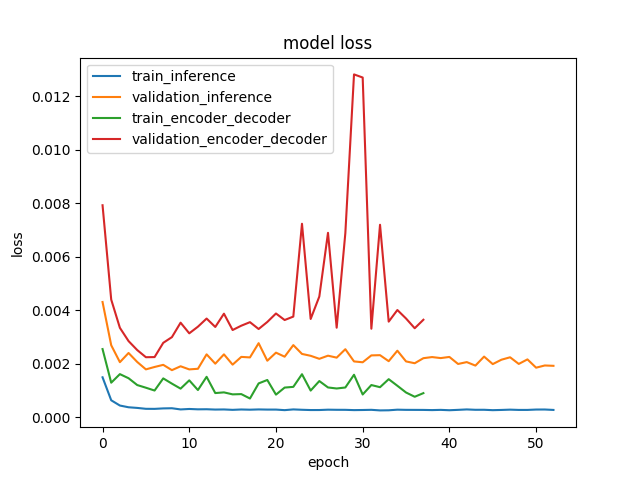 model loss
train_inference
validation_inference
train_encoder_decoder
validation_encoder_decoder
0.012
0.010
0.008
0.006
0.004
0.002
0.000
loss
0 10 20 30 40 50
epoch